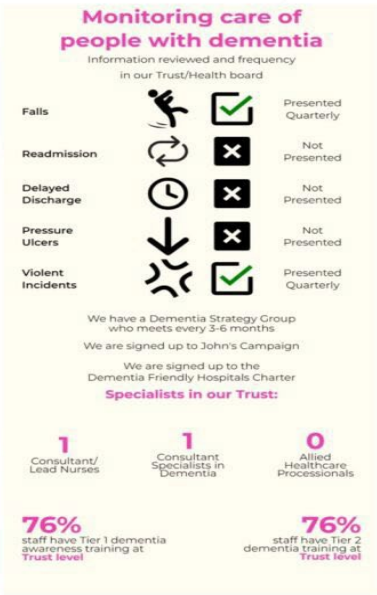 Monitoring care of
people with dementia
Information reviewed and frequency
in our Trust/Health board
Falls
Presented
Quarterly
Readmission
Not
Presented
Delayed
Discharge
Not
Presented
Pressure
Ulcers
Not
Presented
Violent
Incidents
Presented
Quarterly
We have a Dementia Strategy Group
who meets every 3-6 months
We are signed up to John's Campaign
We are signed up to the
Dementia Friendly Hospitals Charter
Specialists in our Trust:
1
Consultant/
Lead Nurses
1
Consultant
Specialists in
Dementia
0
Allied
Healthcare
Processionals
76%
staff have Tier 1 dementia
awareness training at
Trust level
76%
staff have Tier 2
dementia training at
Trust level